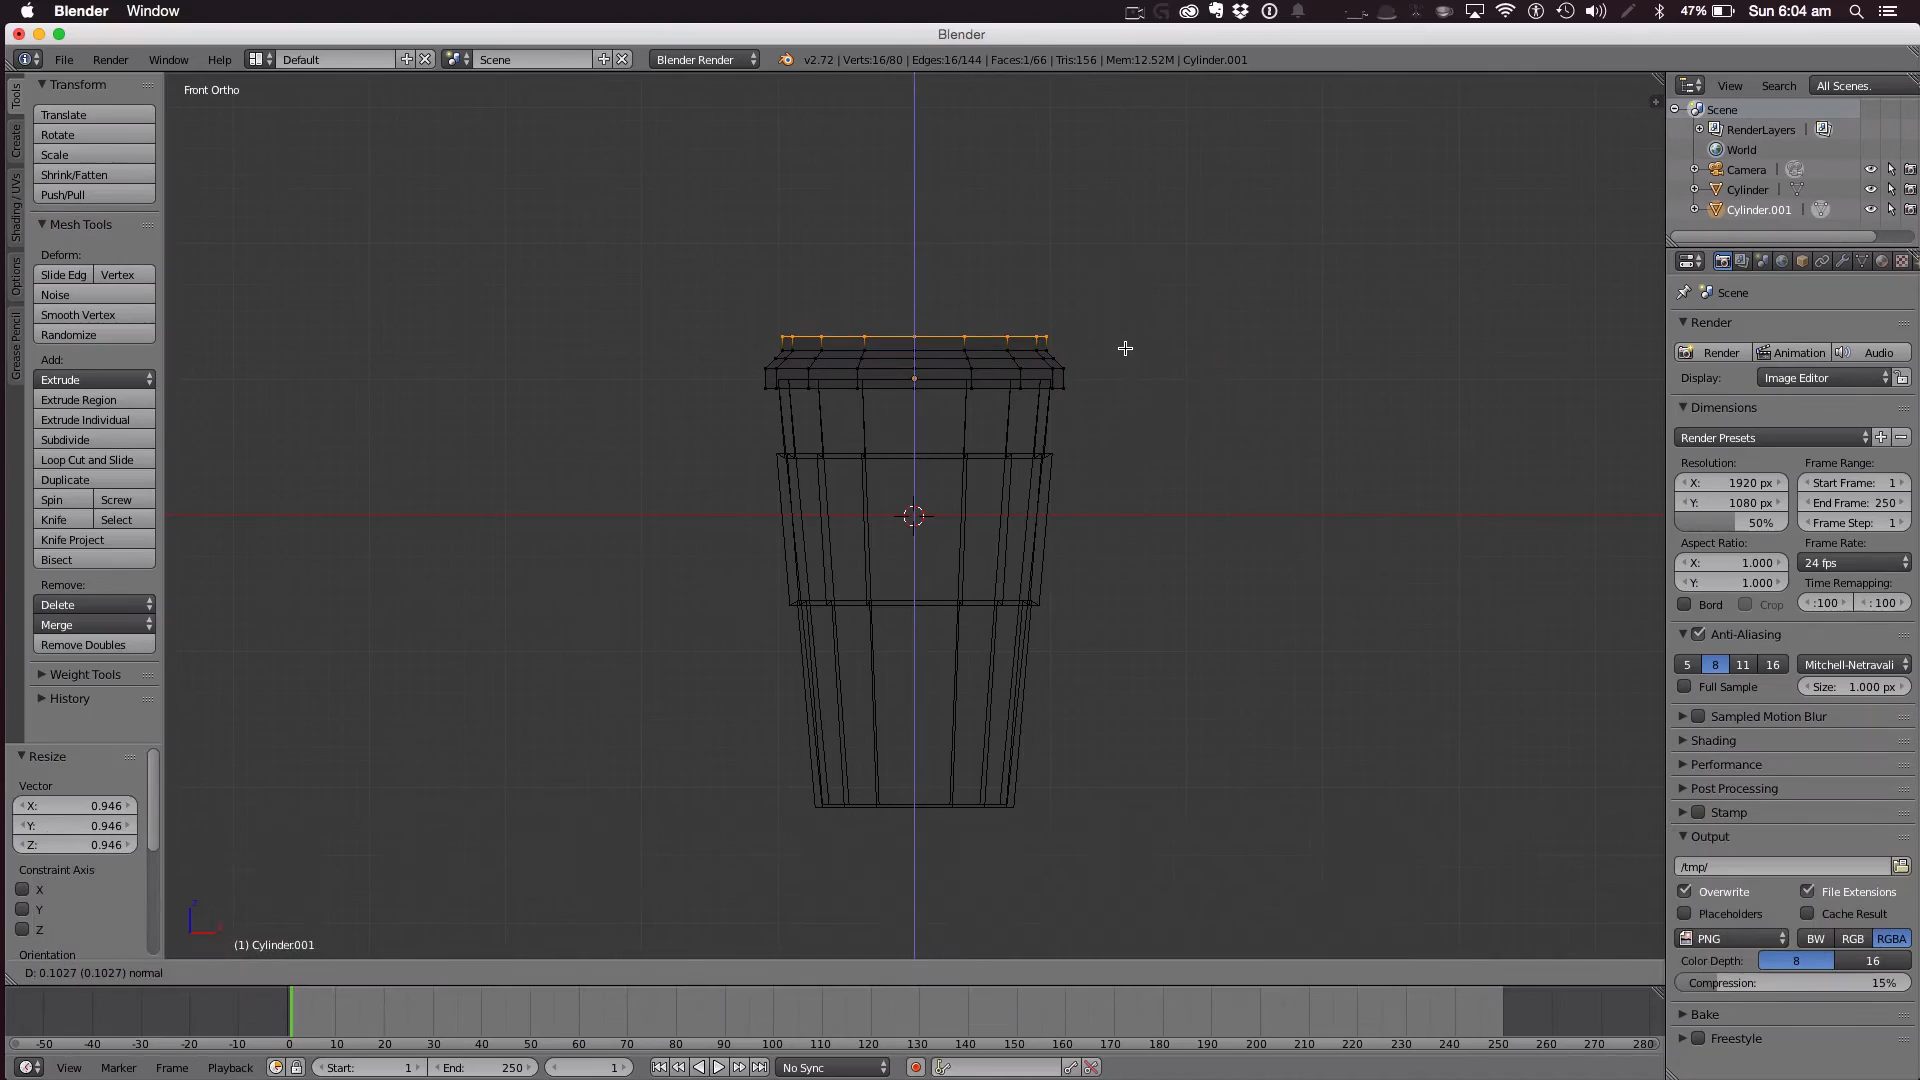 Blender Window 47% Sun 6:04 am
Blender
File Render Window Help Default Scene Blender Render v2.72 | Verts:16/80 | Edges:16/144 | Faces:1/66 | Tris:156 | Mem:12.52M | Cylinder.001
Tools
Create
Shading / UVs
Options
Grease Pencil
Transform
Translate
Rotate
Scale
Shrink/Fatten
Push/Pull
Mesh Tools
Deform:
Slide Edg Vertex
Noise
Smooth Vertex
Randomize
Add:
Extrude
Extrude Region
Extrude Individual
Subdivide
Loop Cut and Slide
Duplicate
Spin Screw
Knife Select
Knife Project
Bisect
Remove:
Delete
Merge
Remove Doubles
Weight Tools
History
Resize
Vector
X: 0.946
Y: 0.946
Z: 0.946
Constraint Axis
X
Y
Z
Orientation
Front Ortho
(1) Cylinder.001
D: 0.1027 (0.1027) normal
View Search All Scenes
Scene
RenderLayers
World
Camera
Cylinder
Cylinder.001
Scene
Render
Render Animation Audio
Display: Image Editor
Dimensions
Render Presets
Resolution: Frame Range:
X: 1920 px Start Frame: 1
Y: 1080 px End Frame: 250
50% Frame Step: 1
Aspect Ratio: Frame Rate:
X: 1.000 24 fps
Y: 1.000 Time Remapping:
Bord Crop :100 : 100
Anti-Aliasing
5 8 11 16 Mitchell-Netravali
Full Sample Size: 1.000 px
Sampled Motion Blur
Shading
Performance
Post Processing
Stamp
Output
/tmp/
Overwrite File Extensions
Placeholders Cache Result
PNG BW RGB RGBA
Color Depth: 8 16
Compression: 15%
Bake
Freestyle
-50 -40 -30 -20 -10 0 10 20 30 40 50 60 70 80 90 100 110 120 130 140 150 160 170 180 190 200 210 220 230 240 250 260 270 280
View Marker Frame Playback Start: 1 End: 250 1 No Sync